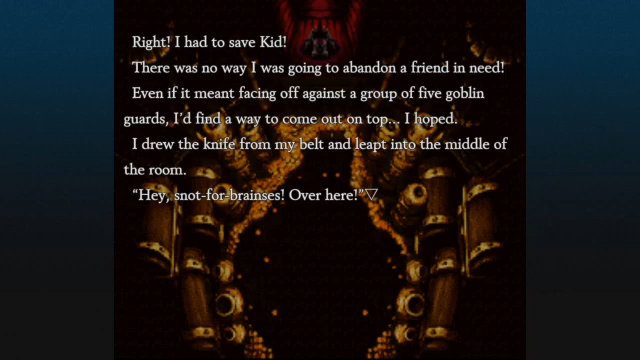 Right! I had to save Kid!
There was no way I was going to abandon a friend in need!
Even if it meant facing off against a group of five goblin
guards, I’d find a way to come out on top... I hoped.
I drew the knife from my belt and leapt into the middle of
the room.
“Hey, snot-for-brainses! Over here!”▽